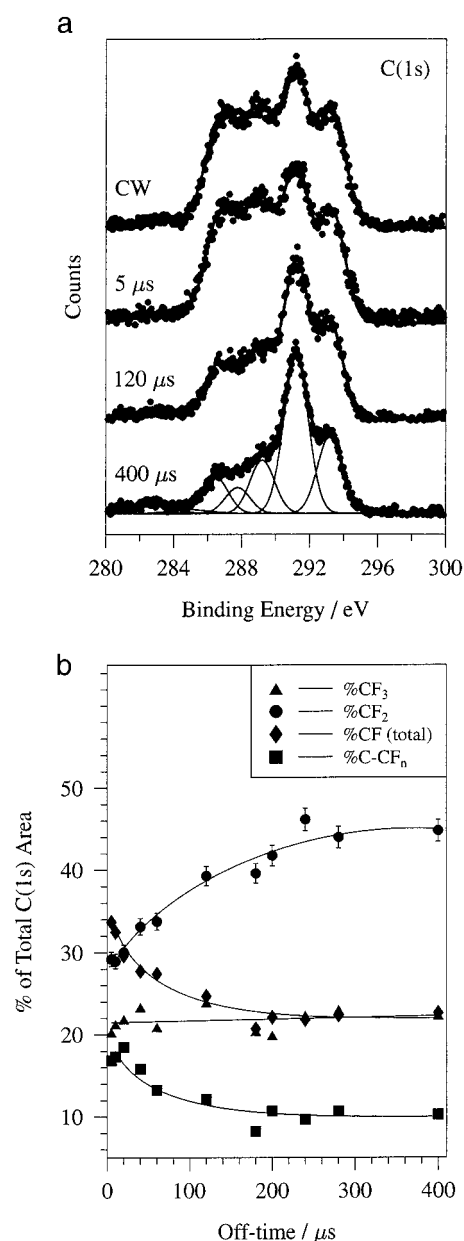 a
C(1s)
CW
5 μs
120 μs
400 μs
Counts
280 284 288 292 296 300
Binding Energy / eV
b
%CF3
%CF2
%CF (total)
%C-CFn
50
40
30
20
10
% of Total C(1s) Area
0 100 200 300 400
Off-time / μs